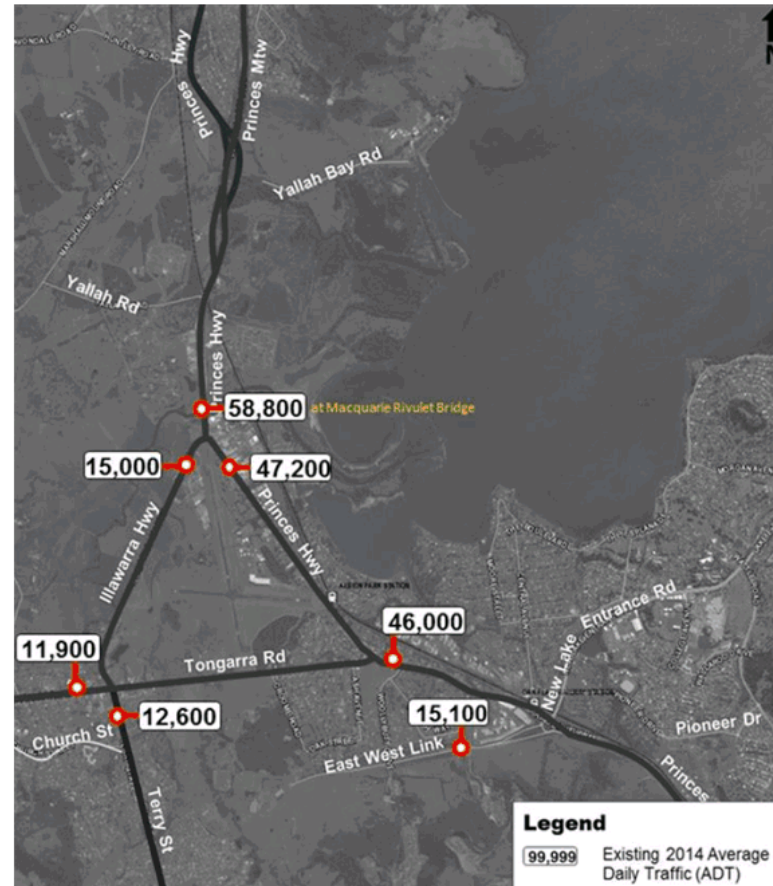 Princes Hwy
Princes Mtw
Yallah Bay Rd
Yallah Rd
Princes Hwy
58,800
at Macquarie Rivulet Bridge
15,000
47,200
Princes Hwy
Illawarra Hwy
ALBION PARK STATION
New Lake Entrance Rd
46,000
11,900
Tongarra Rd
12,600
15,100
Church St
East West Link
Pioneer Dr
Princes
Terry St
Legend
99,999 Existing 2014 Average
Daily Traffic (ADT)